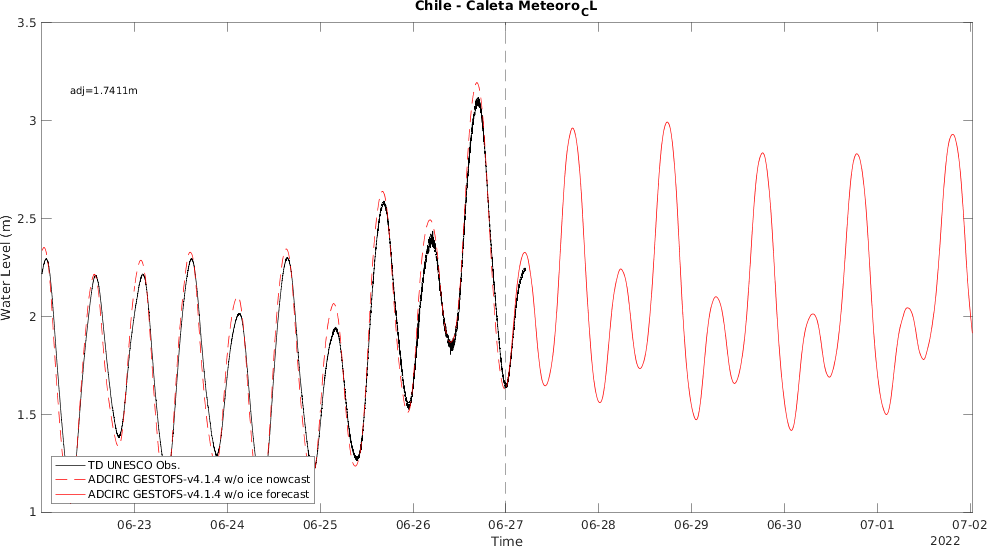 Chile - Caleta Meteoro_CL
adj=1.7411m
Water Level (m)
3.5
3
2.5
2
1.5
1
TD UNESCO Obs.
ADCIRC GESTOFS-v4.1.4 w/o ice nowcast
ADCIRC GESTOFS-v4.1.4 w/o ice forecast
06-23 06-24 06-25 06-26 06-27 06-28 06-29 06-30 07-01 07-02
Time
2022